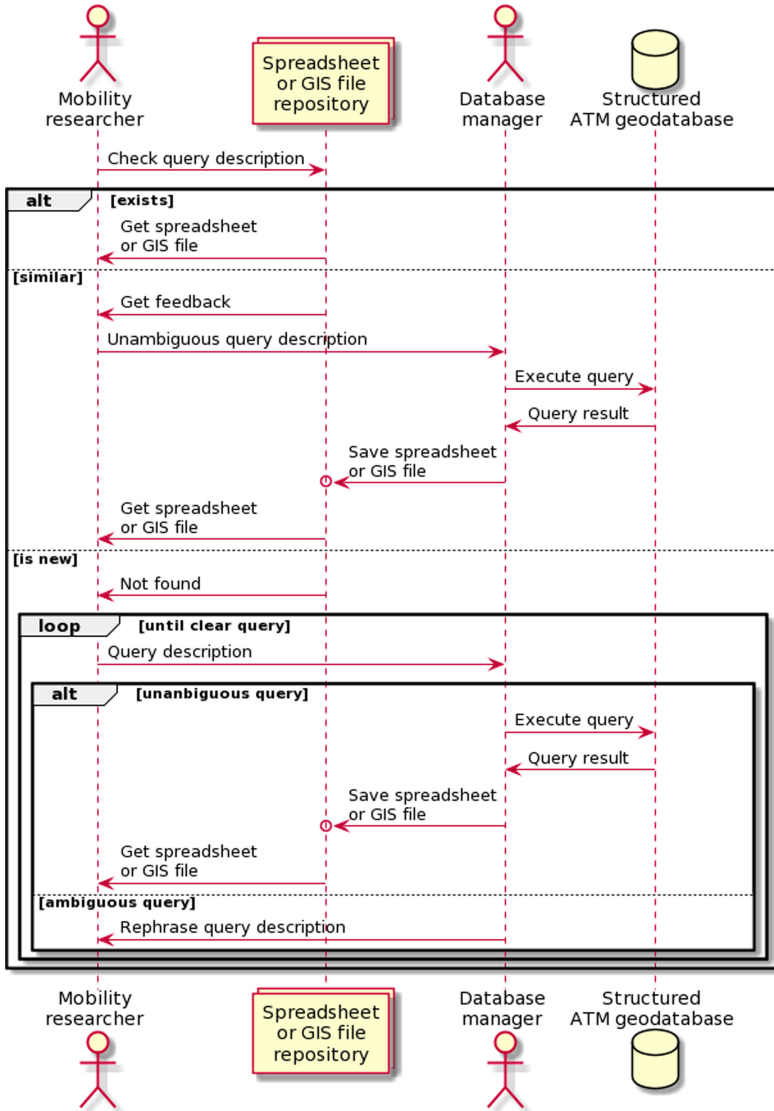 Mobility
researcher
Spreadsheet
or GIS file
repository
Database
manager
Structured
ATM geodatabase
Check query description
alt
[exists]
Get spreadsheet
or GIS file
[similar]
Get feedback
Unambiguous query description
Execute query
Query result
Save spreadsheet
or GIS file
Get spreadsheet
or GIS file
[is new]
Not found
loop
[until clear query]
Query description
alt
[unanbiguous query]
Execute query
Query result
Save spreadsheet
or GIS file
Get spreadsheet
or GIS file
[ambiguous query]
Rephrase query description
Mobility
researcher
Spreadsheet
or GIS file
repository
Database
manager
Structured
ATM geodatabase